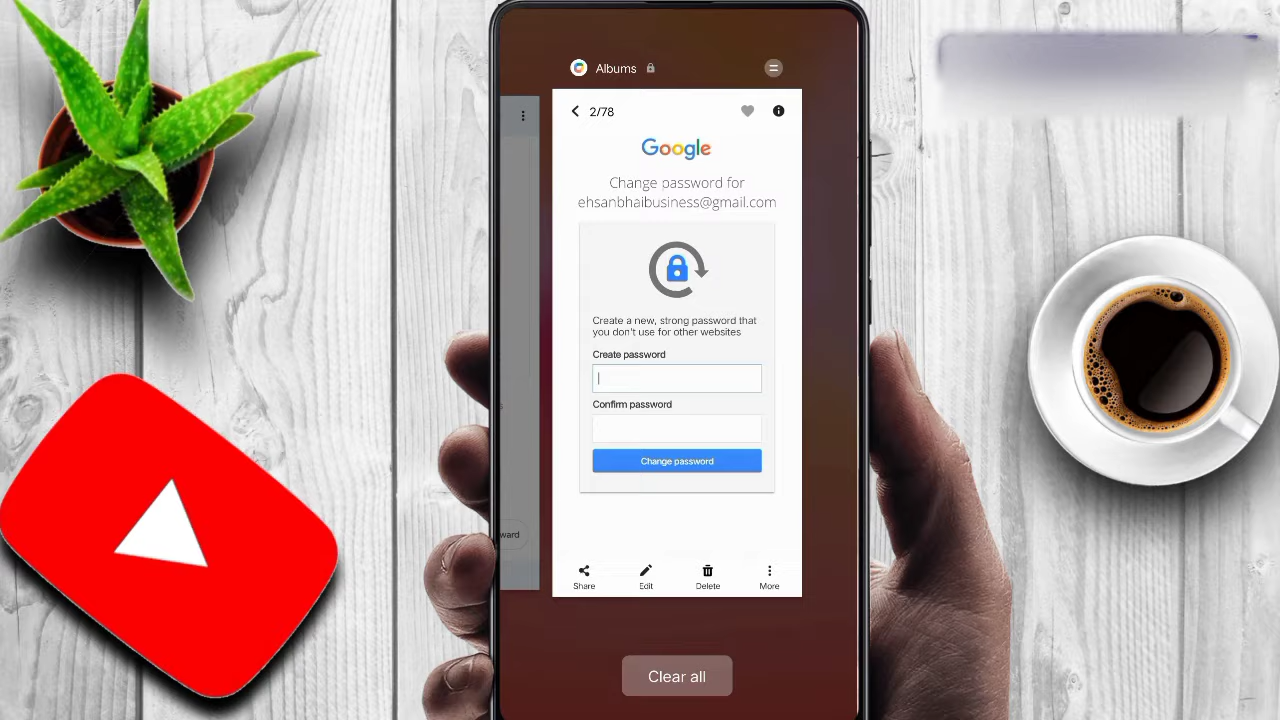 Albums
2/78
Google
Change password for
ehsanbhaibusiness@gmail.com
Create a new, strong password that
you don't use for other websites
Create password
Confirm password
Change password
ward
Share
Edit
Delete
More
Clear all